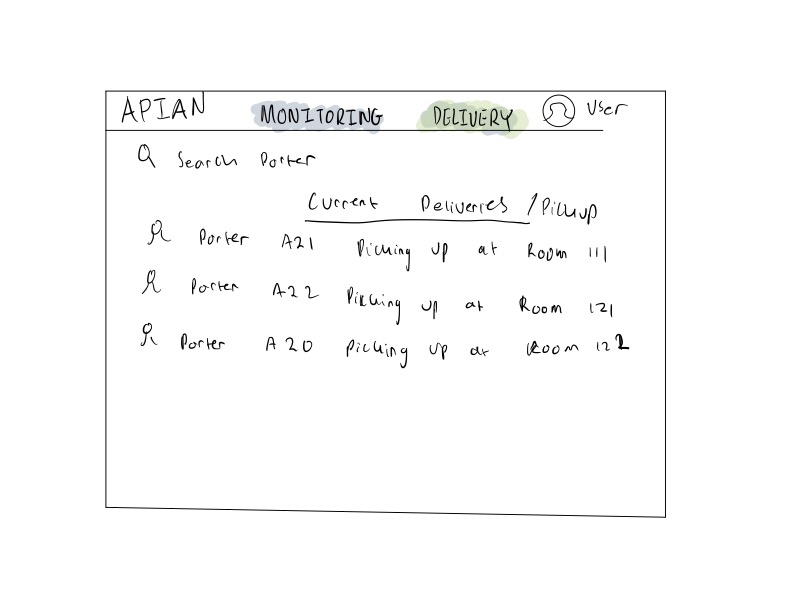 APIAN MONITORING DELIVERY User
Search Porter
Current Deliveries / Pickup
Porter A21 Picking up at Room 111
Porter A22 Picking up at Room 121
Porter A20 Picking up at Room 122